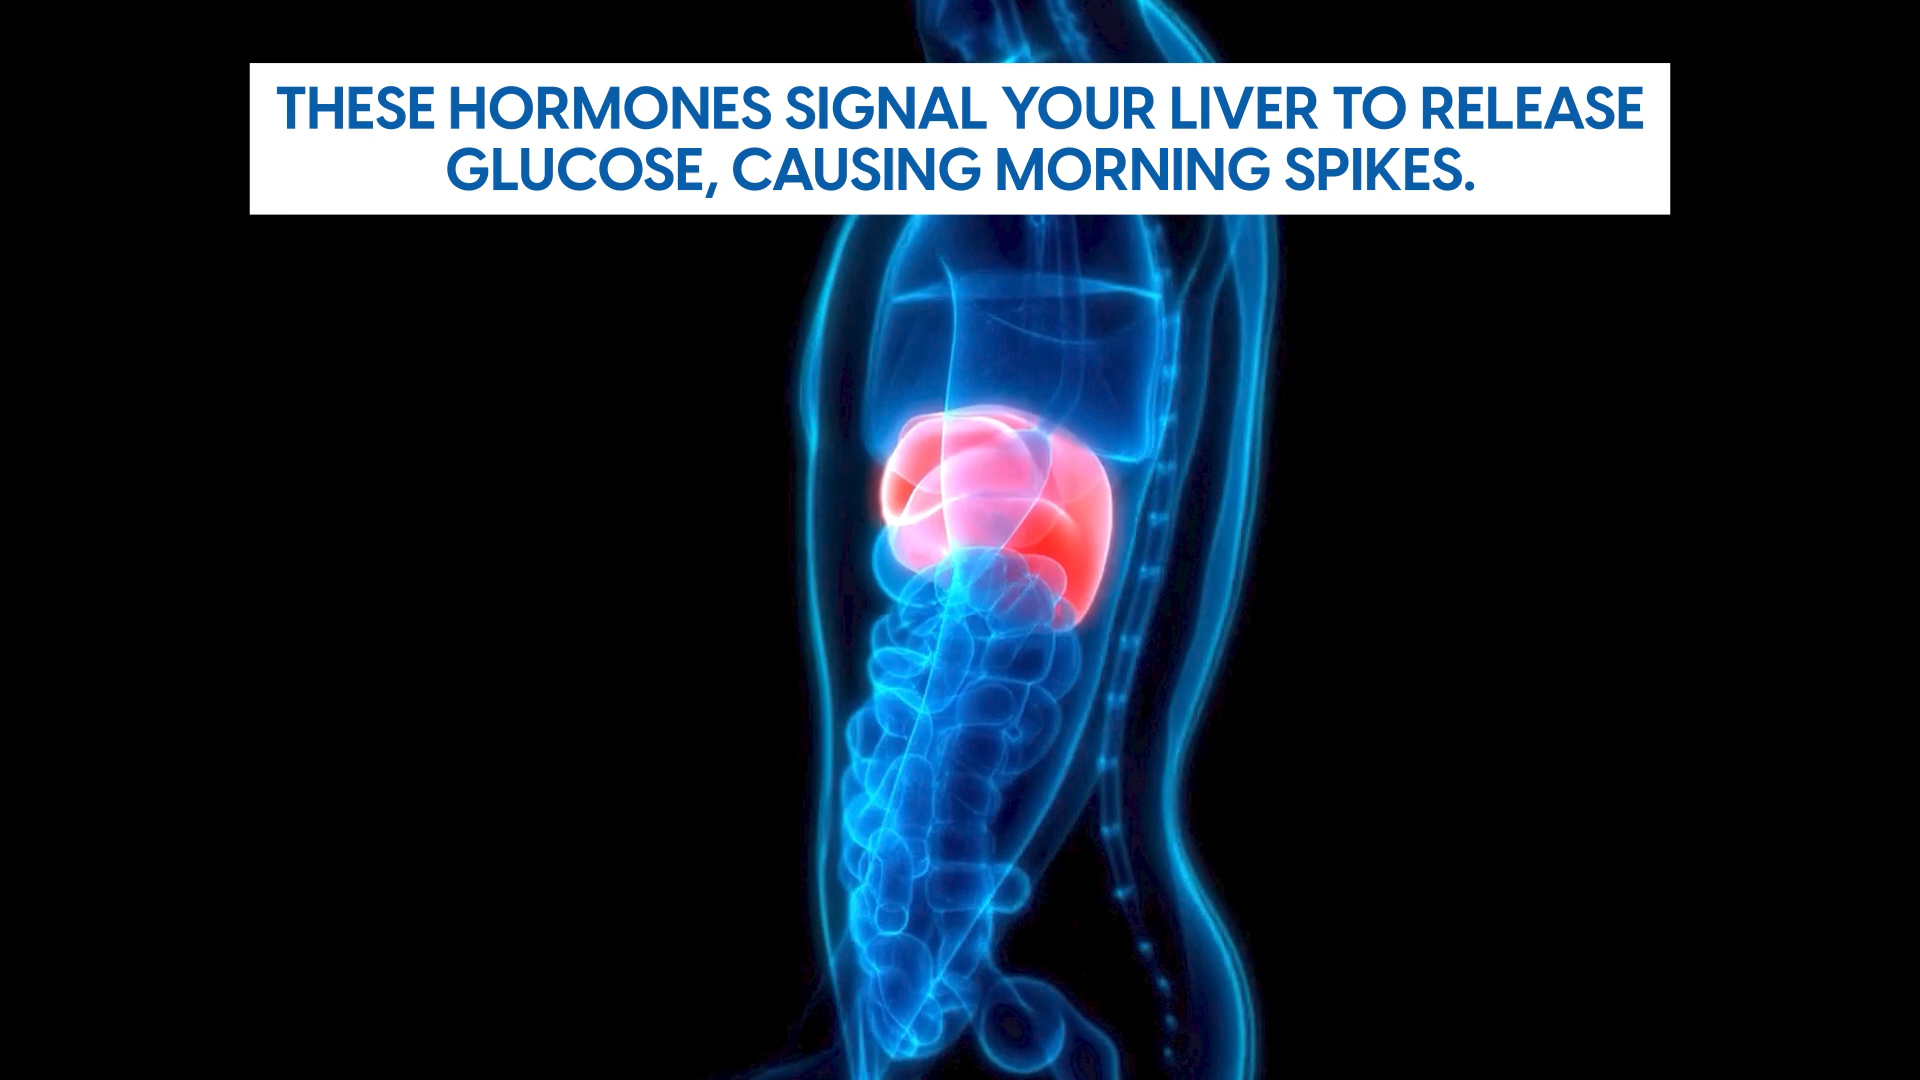 THESE HORMONES SIGNAL YOUR LIVER TO RELEASE
GLUCOSE, CAUSING MORNING SPIKES.